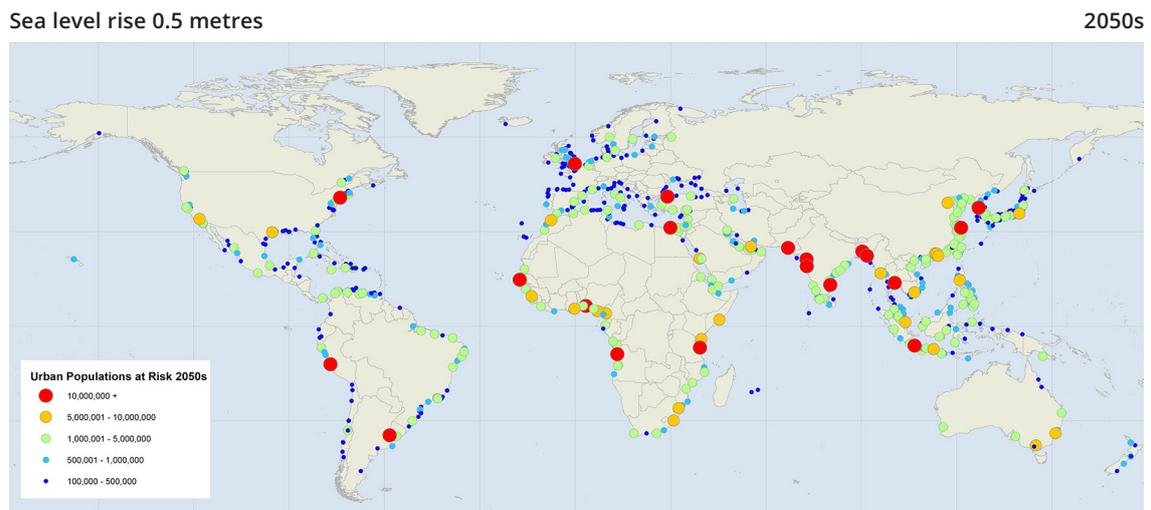 Sea level rise 0.5 metres
2050s
Urban Populations at Risk 2050s
10,000,000 +
5,000,001 - 10,000,000
1,000,001 - 5,000,000
500,001 - 1,000,000
100,000 - 500,000